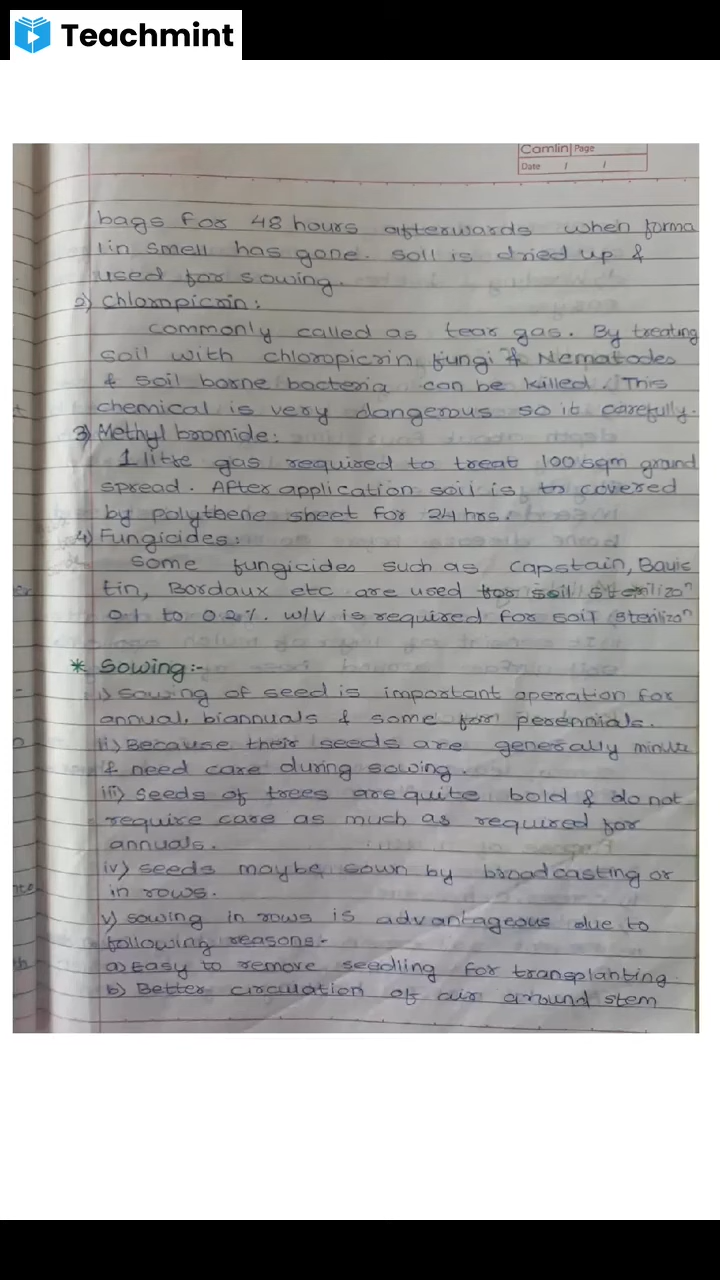 Teachmint
Camlin Page
Date / /
bags for 48 hours afterwards when forma
lin smell has gone. soil is dried up &
used for sowing.
2) Chloropicrin:
commonly called as tear gas. By treating
soil with chloropicrin fungi & Nematodes
& soil borne bacteria can be killed. This
chemical is very dangerous so it carefully.
3) Methyl bromide:
1 litre gas required to treat 100 sqm ground
spread. After application soil is to covered
by polythene sheet for 24 hrs.
4) Fungicides:
Some fungicides such as Capstain, Bavis
tin, Bordaux etc are used for soil sterilizoⁿ
0.1 to 0.2%. w/v is required for soil sterilizoⁿ
* Sowing:-
i) Sowing of seed is important operation for
annual, biannuals & some for perennials.
ii) Because their seeds are generally minute
& need care during sowing.
iii) Seeds of trees are quite bold & do not
require care as much as required for
annuals.
iv) seeds maybe sown by broadcasting or
in rows.
v) sowing in rows is advantageous due to
following reasons-
a) Easy to remove seedling for transplanting.
b) Better circulation of air around stem